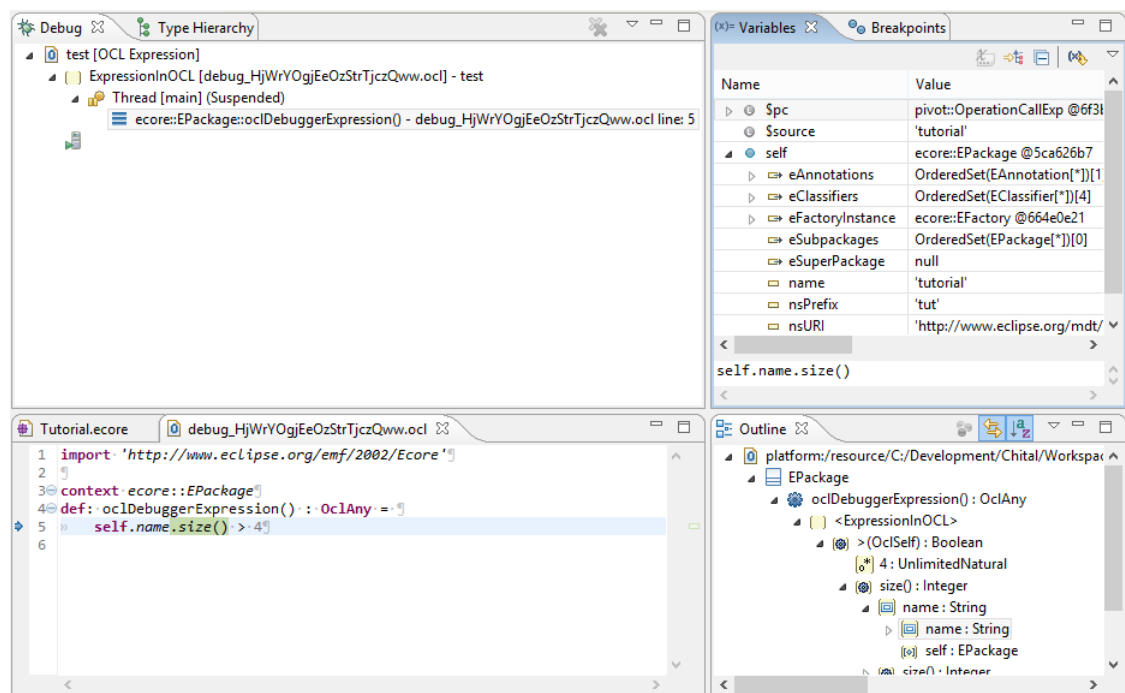 Debug
Type Hierarchy
test [OCL Expression]
ExpressionInOCL [debug_HjWrYOgjEeOzStrTjczQww.ocl] - test
Thread [main] (Suspended)
ecore::EPackage::oclDebuggerExpression() - debug_HjWrYOgjEeOzStrTjczQww.ocl line: 5
(x)= Variables
Breakpoints
Name Value
$pc pivot::OperationCallExp @6f3b
$source 'tutorial'
self ecore::EPackage @5ca626b7
eAnnotations OrderedSet(EAnnotation[*])[1
eClassifiers OrderedSet(EClassifier[*])[4]
eFactoryInstance ecore::EFactory @664e0e21
eSubpackages OrderedSet(EPackage[*])[0]
eSuperPackage null
name 'tutorial'
nsPrefix 'tut'
nsURI 'http://www.eclipse.org/mdt/
self.name.size()
Tutorial.ecore
debug_HjWrYOgjEeOzStrTjczQww.ocl
1 import 'http://www.eclipse.org/emf/2002/Ecore'
2
3 context ecore::EPackage
4 def: oclDebuggerExpression() : OclAny =
5 self.name.size() > 4
6
Outline
platform:/resource/C:/Development/Chital/Workspac
EPackage
oclDebuggerExpression() : OclAny
<ExpressionInOCL>
>(OclSelf) : Boolean
4 : UnlimitedNatural
size() : Integer
name : String
name : String
self : EPackage
size() : Integer